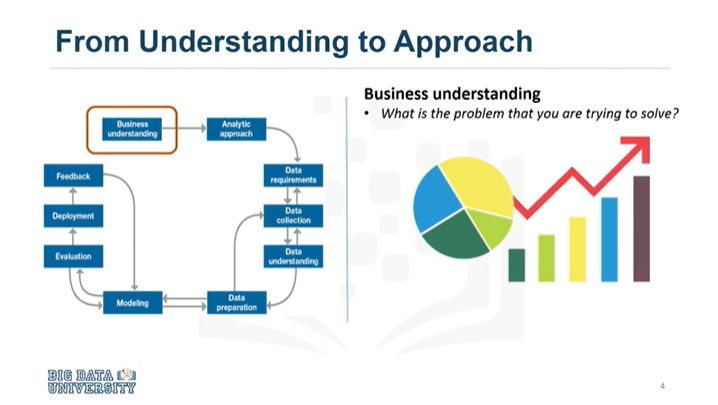 From Understanding to Approach
Business
understanding
Analytic
approach
Feedback
Data
requirements
Deployment
Data
collection
Evaluation
Data
understanding
Modeling
Data
preparation
Business understanding
• What is the problem that you are trying to solve?
BIG DATA
UNIVERSITY
4